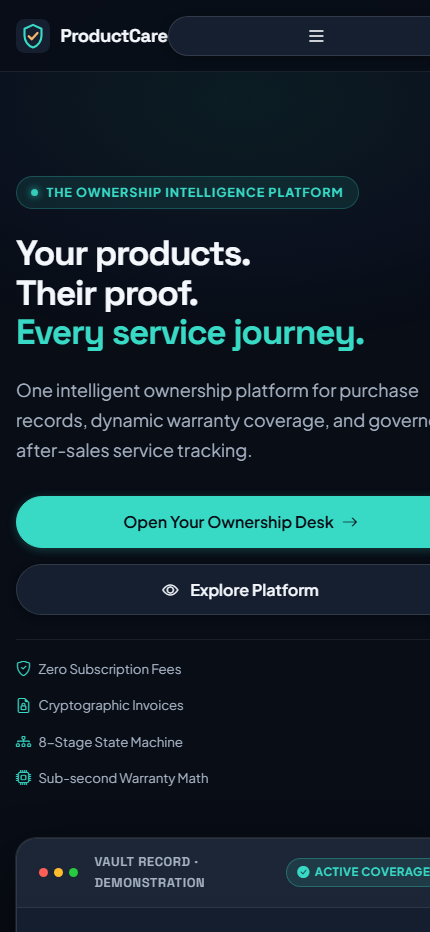 ProductCare
THE OWNERSHIP INTELLIGENCE PLATFORM
Your products.
Their proof.
Every service journey.
One intelligent ownership platform for purchase
records, dynamic warranty coverage, and govern
after-sales service tracking.
Open Your Ownership Desk →
Explore Platform
Zero Subscription Fees
Cryptographic Invoices
8-Stage State Machine
Sub-second Warranty Math
VAULT RECORD ·
DEMONSTRATION
ACTIVE COVERAGE